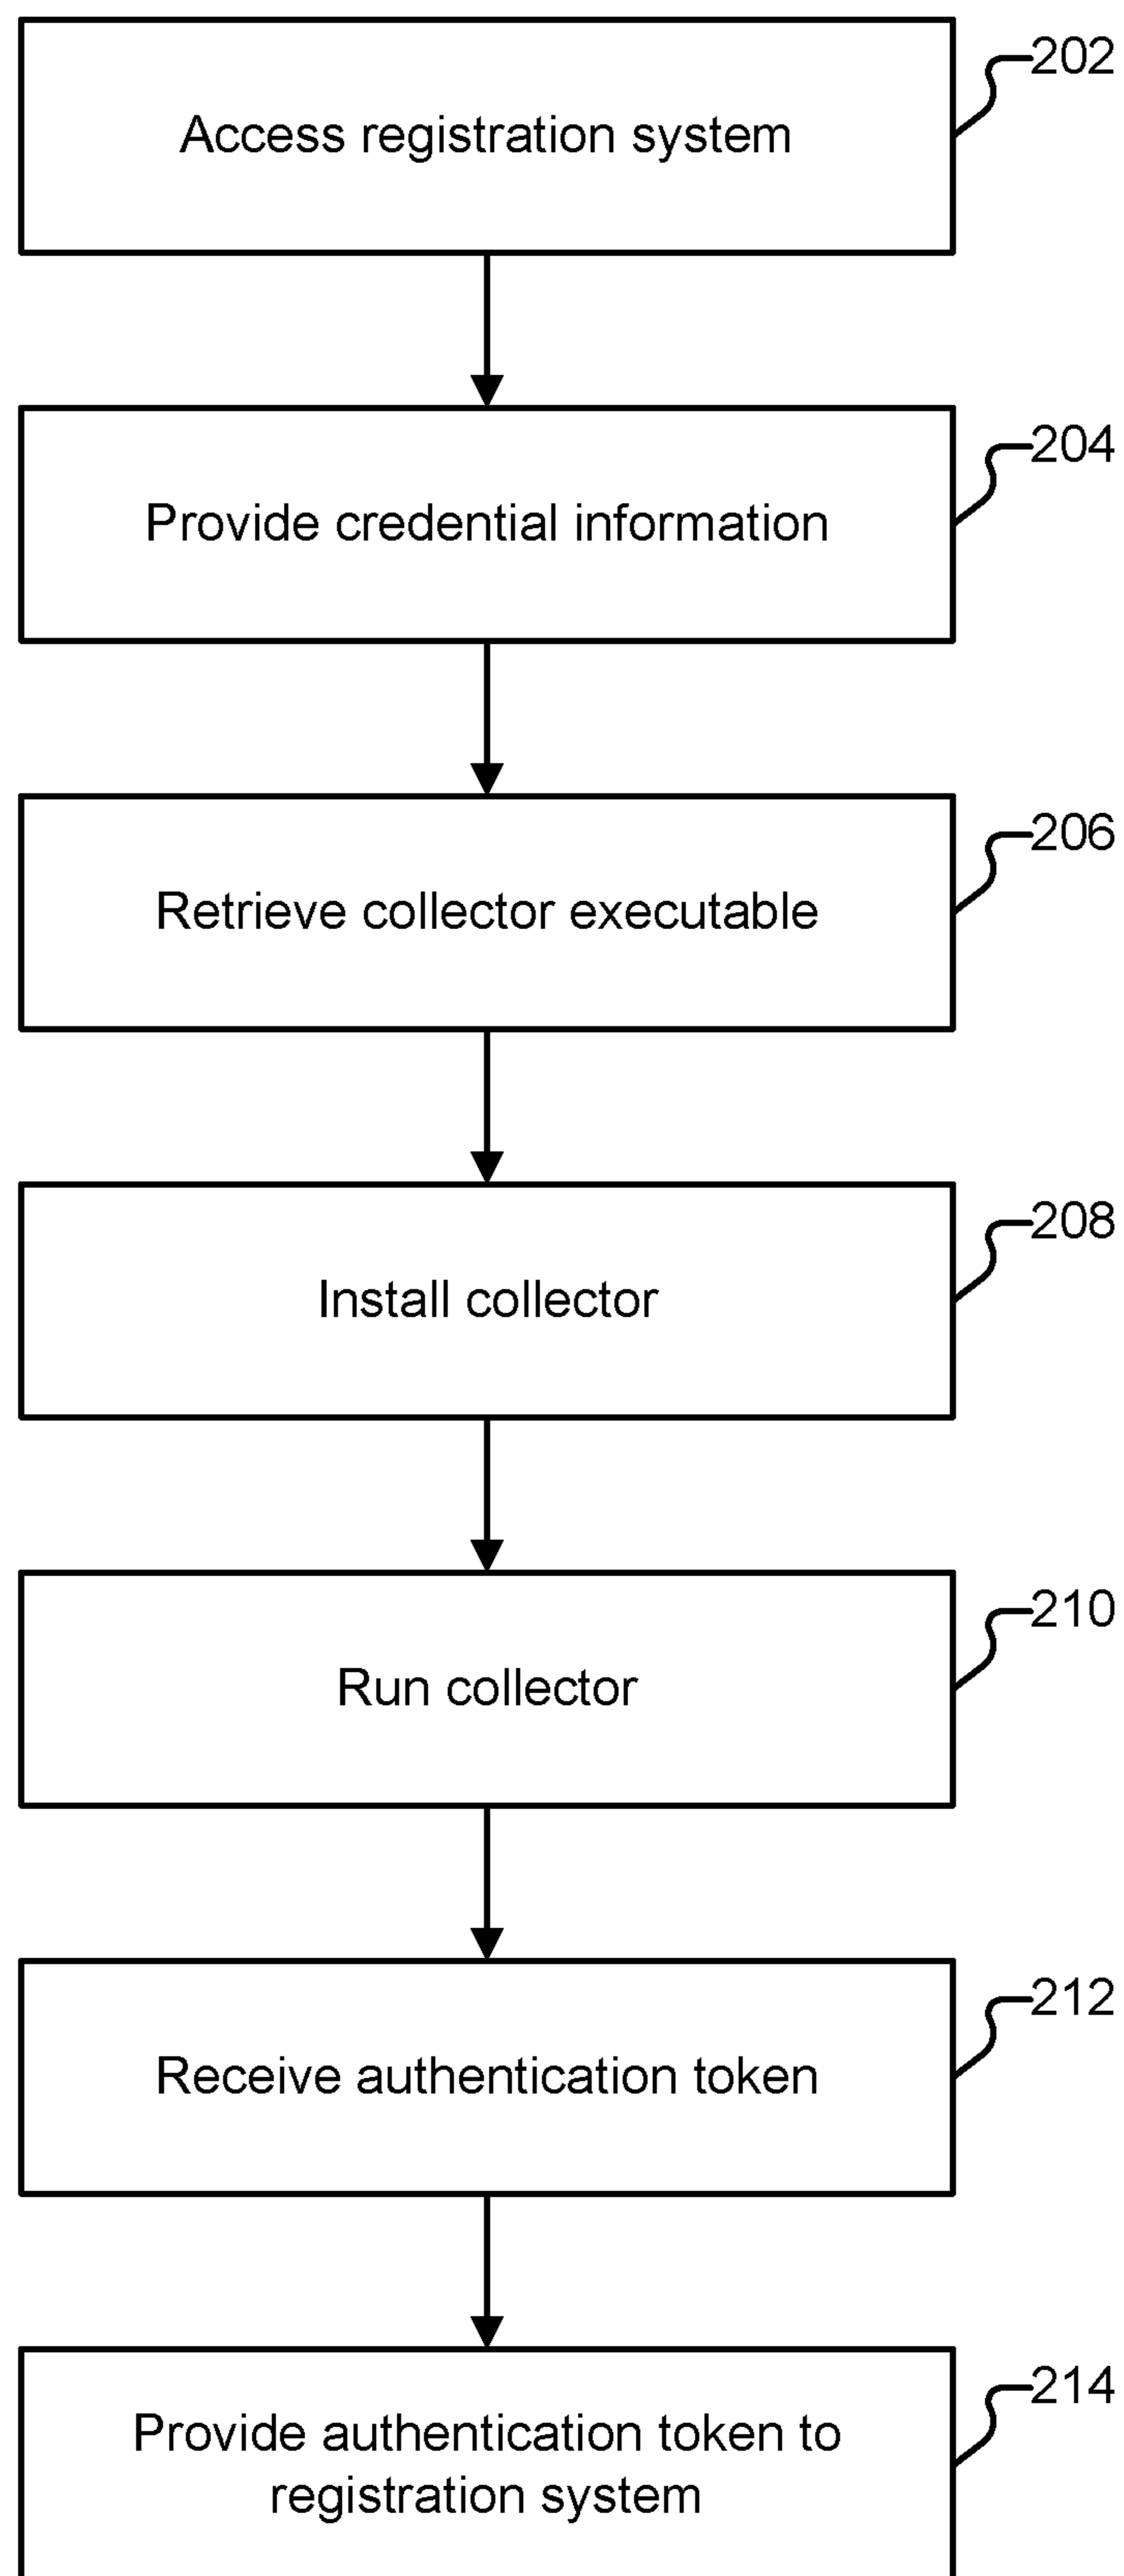 Access registration system
202
Provide credential information
204
Retrieve collector executable
206
Install collector
208
Run collector
210
Receive authentication token
212
Provide authentication token to
registration system
214